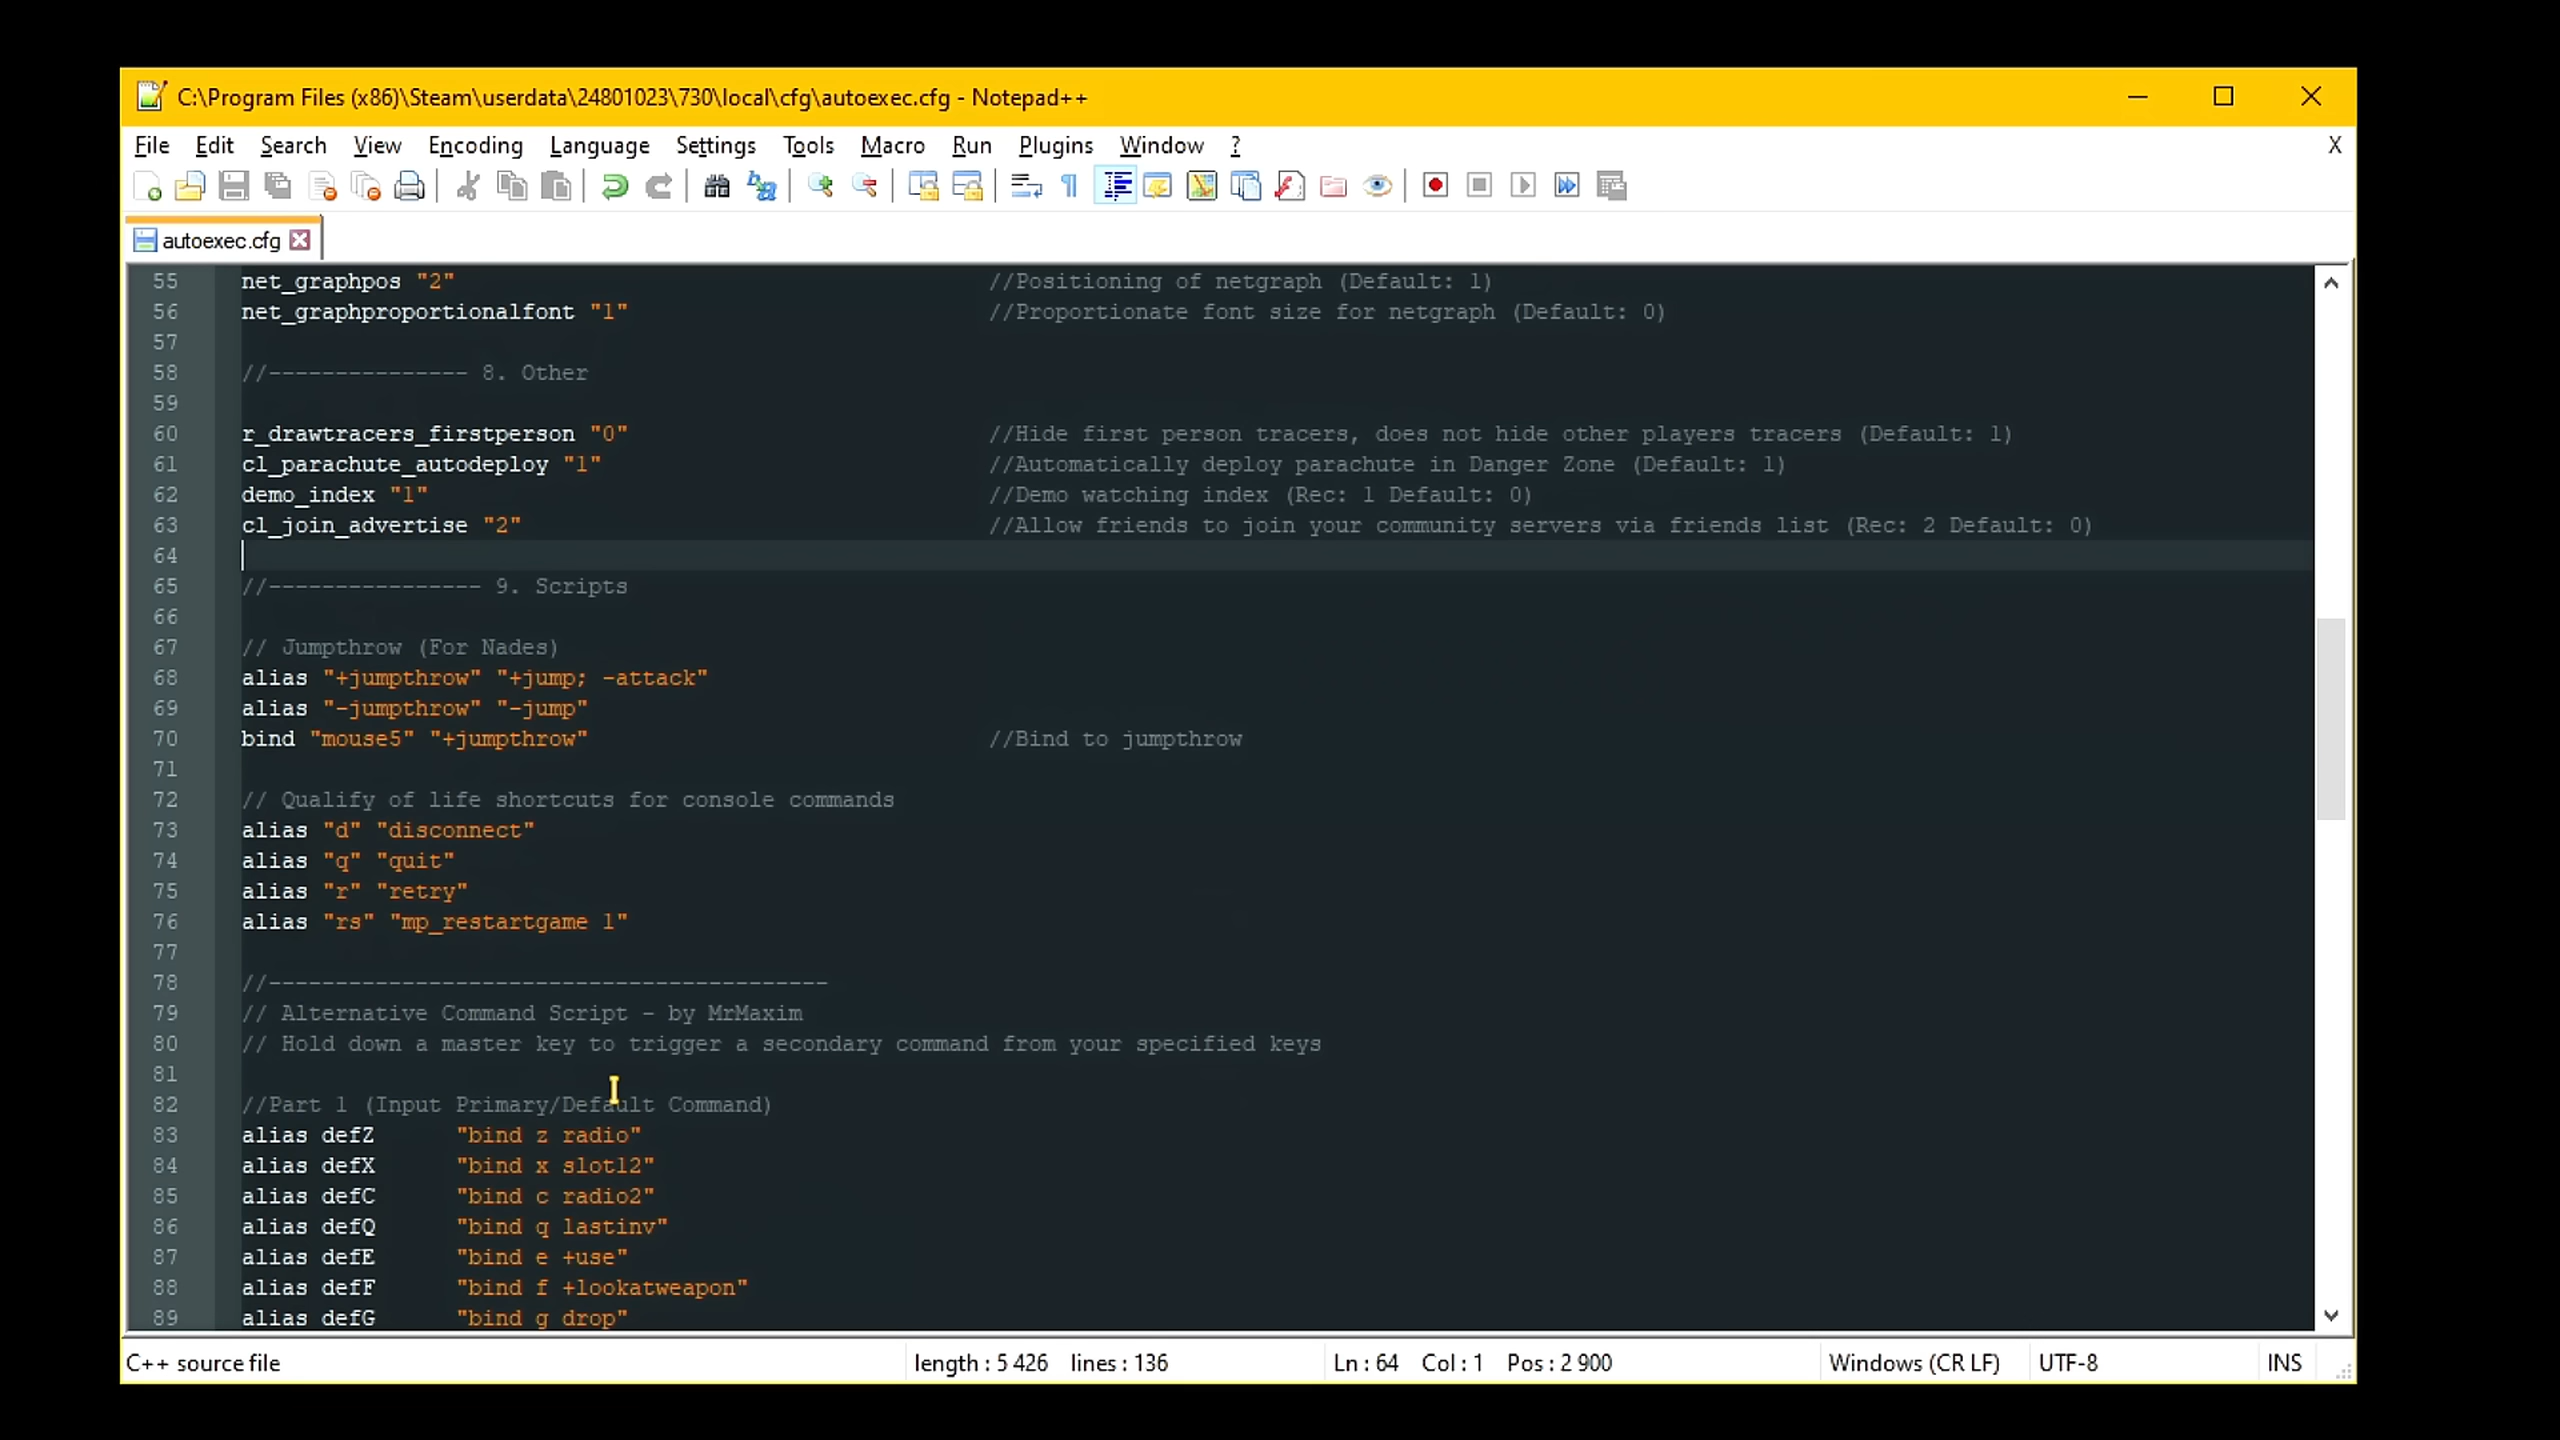 C:\Program Files (x86)\Steam\userdata\24801023\730\local\cfg\autoexec.cfg - Notepad++
File Edit Search View Encoding Language Settings Tools Macro Run Plugins Window ? X
autoexec.cfg
55 net_graphpos "2" //Positioning of netgraph (Default: 1)
56 net_graphproportionalfont "1" //Proportionate font size for netgraph (Default: 0)
57
58 //--------------- 8. Other
59
60 r_drawtracers_firstperson "0" //Hide first person tracers, does not hide other players tracers (Default: 1)
61 cl_parachute_autodeploy "1" //Automatically deploy parachute in Danger Zone (Default: 1)
62 demo_index "1" //Demo watching index (Rec: 1 Default: 0)
63 cl_join_advertise "2" //Allow friends to join your community servers via friends list (Rec: 2 Default: 0)
64
65 //---------------- 9. Scripts
66
67 // Jumpthrow (For Nades)
68 alias "+jumpthrow" "+jump; -attack"
69 alias "-jumpthrow" "-jump"
70 bind "mouse5" "+jumpthrow" //Bind to jumpthrow
71
72 // Qualify of life shortcuts for console commands
73 alias "d" "disconnect"
74 alias "q" "quit"
75 alias "r" "retry"
76 alias "rs" "mp_restartgame 1"
77
78 //------------------------------------------
79 // Alternative Command Script - by MrMaxim
80 // Hold down a master key to trigger a secondary command from your specified keys
81
82 //Part 1 (Input Primary/Default Command)
83 alias defZ "bind z radio"
84 alias defX "bind x slot12"
85 alias defC "bind c radio2"
86 alias defQ "bind q lastinv"
87 alias defE "bind e +use"
88 alias defF "bind f +lookatweapon"
89 alias defG "bind g drop"
C++ source file length : 5 426 lines : 136 Ln : 64 Col : 1 Pos : 2 900 Windows (CR LF) UTF-8 INS